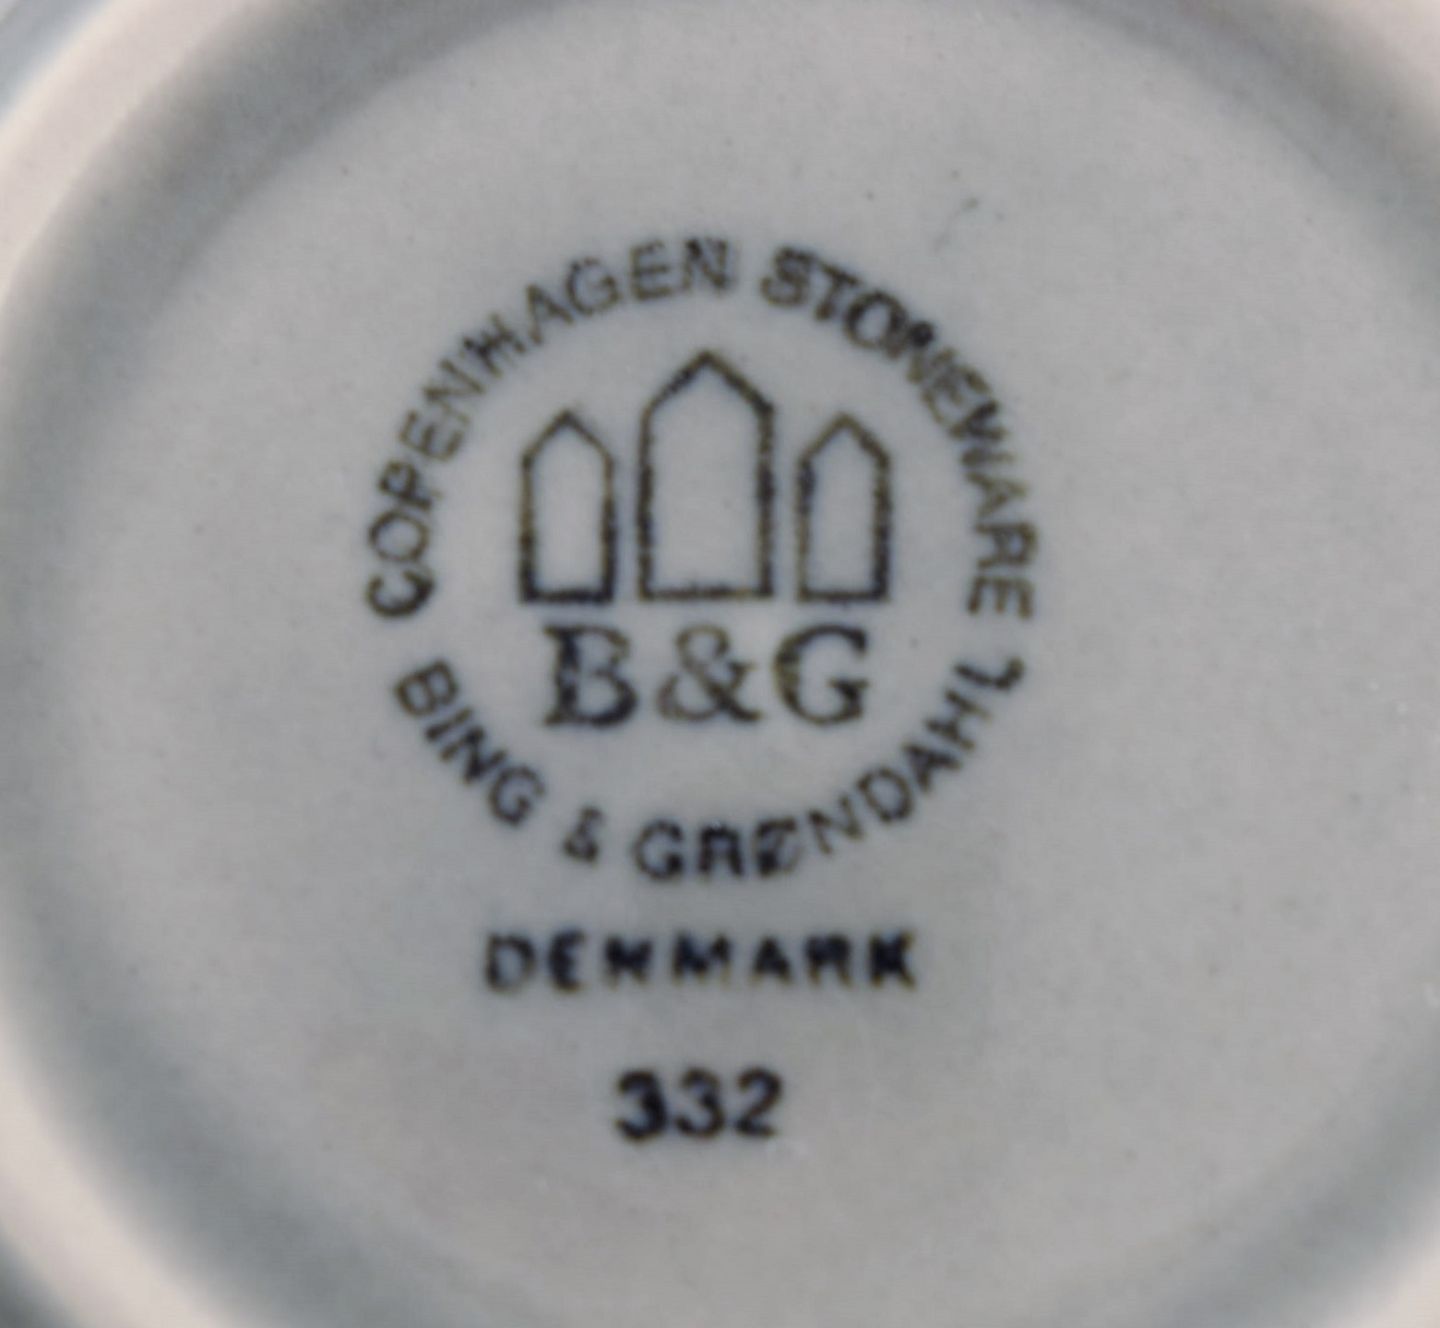 COPENHAGEN STONEWARE
B&G
BING & GRØNDAHL
DENMARK
332